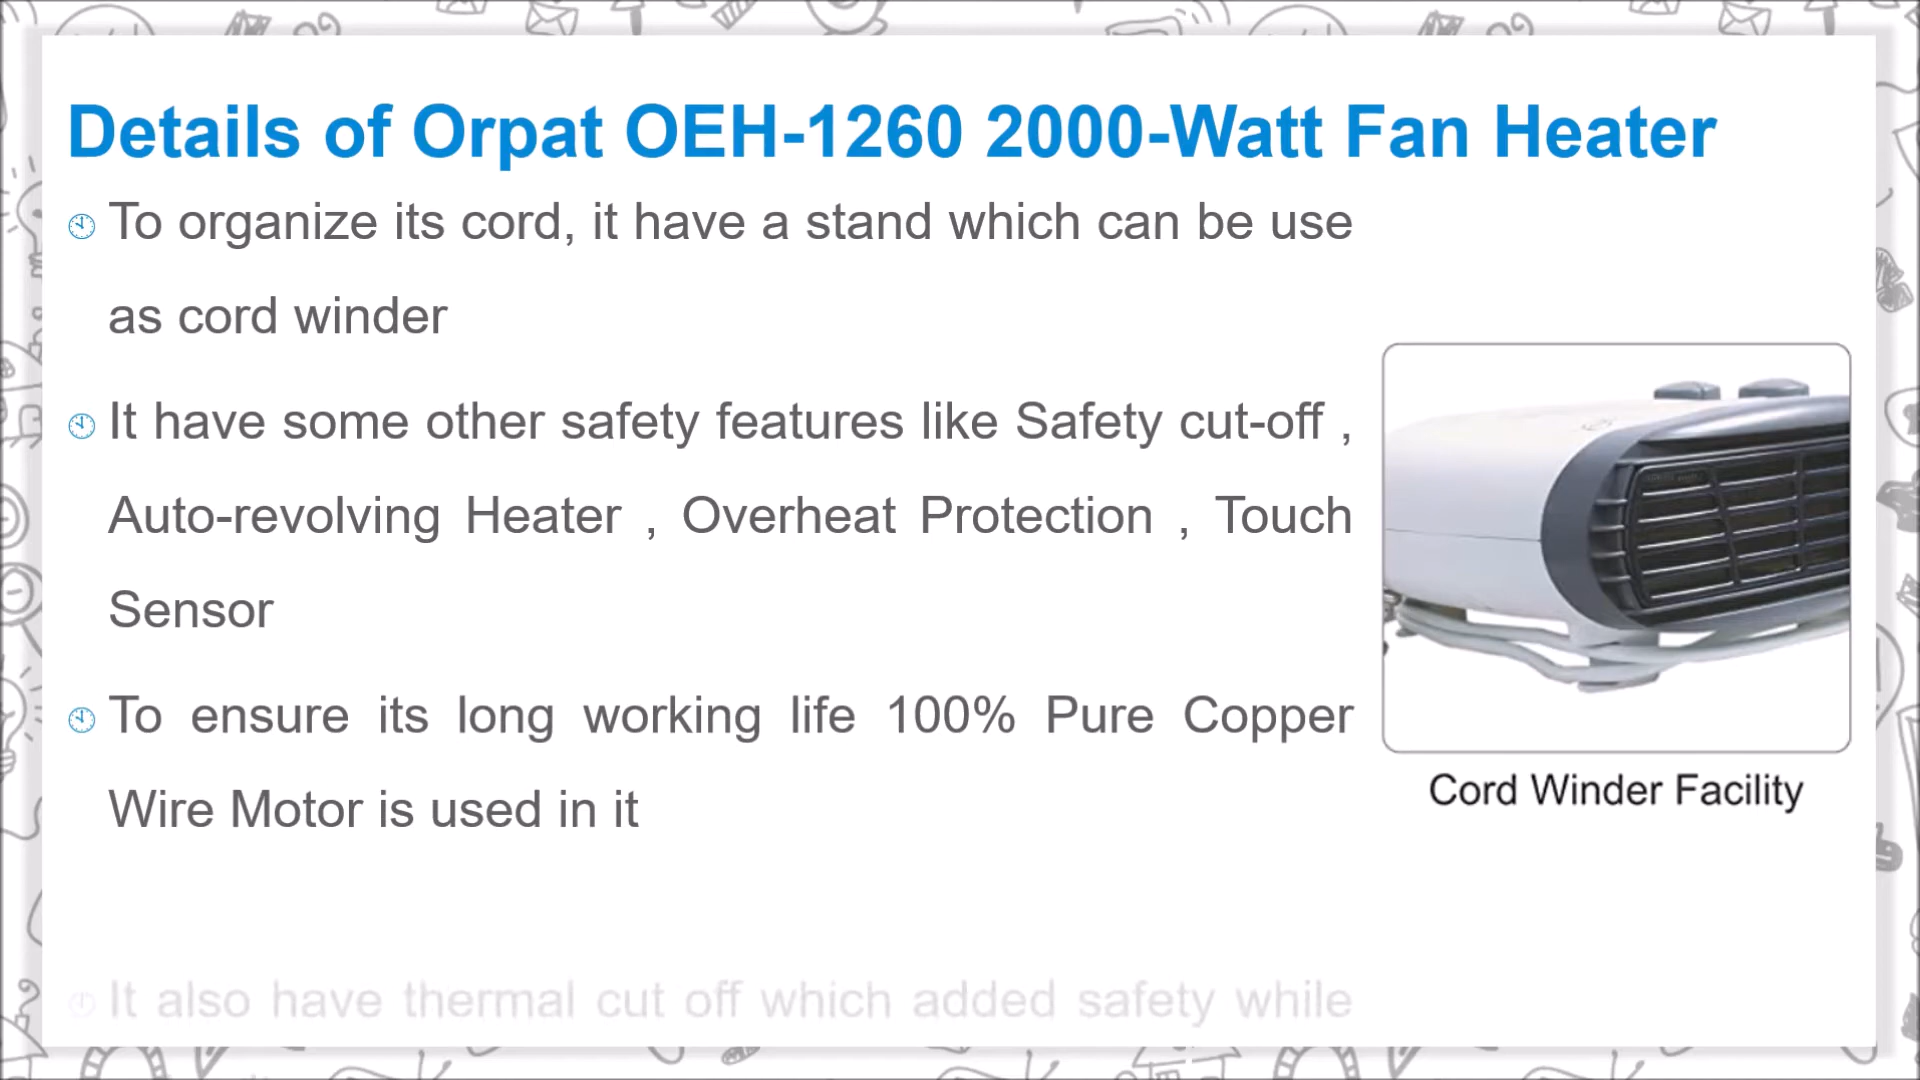 Details of Orpat OEH-1260 2000-Watt Fan Heater
To organize its cord, it have a stand which can be use
as cord winder
It have some other safety features like Safety cut-off ,
Auto-revolving Heater , Overheat Protection , Touch
Sensor
To ensure its long working life 100% Pure Copper
Wire Motor is used in it
Cord Winder Facility
It also have thermal cut off which added safety while